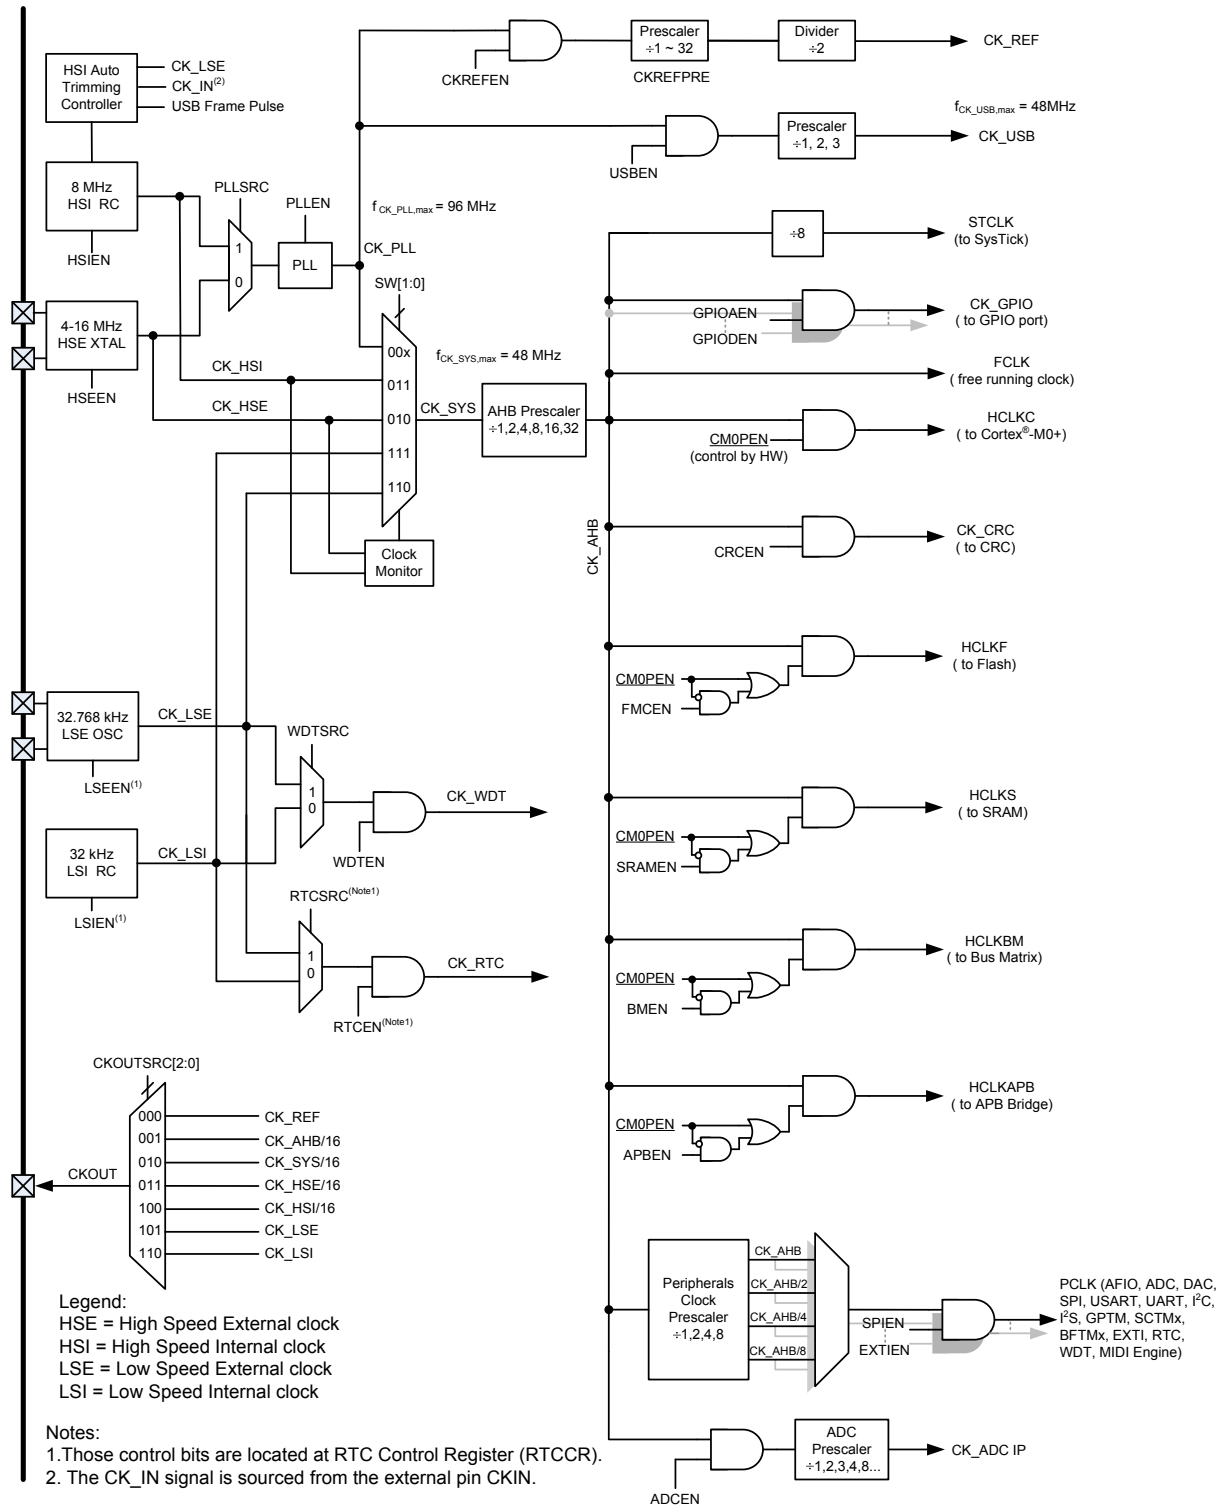 HSI Auto
Trimming
Controller
CK_LSE
CK_IN(2)
USB Frame Pulse
CKREFEN
Prescaler
÷1 ~ 32
CKREFPRE
Divider
÷2
CK_REF
fCK_USB,max = 48MHz
USBEN
Prescaler
÷1, 2, 3
CK_USB
8 MHz
HSI RC
HSIEN
PLLSRC
1
0
PLLEN
PLL
f CK_PLL,max = 96 MHz
CK_PLL
4-16 MHz
HSE XTAL
HSEEN
CK_HSI
CK_HSE
SW[1:0]
00x
011
010
111
110
fCK_SYS,max = 48 MHz
CK_SYS
AHB Prescaler
÷1,2,4,8,16,32
Clock
Monitor
CK_AHB
÷8
STCLK
(to SysTick)
GPIOAEN
GPIODEN
CK_GPIO
( to GPIO port)
FCLK
( free running clock)
CM0PEN
(control by HW)
HCLKC
( to Cortex®-M0+)
CRCEN
CK_CRC
( to CRC)
CM0PEN
FMCEN
HCLKF
( to Flash)
CM0PEN
SRAMEN
HCLKS
( to SRAM)
CM0PEN
BMEN
HCLKBM
( to Bus Matrix)
CM0PEN
APBEN
HCLKAPB
( to APB Bridge)
32.768 kHz
LSE OSC
LSEEN(1)
CK_LSE
WDTSRC
1
0
WDTEN
CK_WDT
32 kHz
LSI RC
LSIEN(1)
CK_LSI
RTCSRC(Note1)
1
0
RTCEN(Note1)
CK_RTC
CKOUTSRC[2:0]
CKOUT
000 CK_REF
001 CK_AHB/16
010 CK_SYS/16
011 CK_HSE/16
100 CK_HSI/16
101 CK_LSE
110 CK_LSI
Peripherals
Clock
Prescaler
÷1,2,4,8
CK_AHB
CK_AHB/2
CK_AHB/4
CK_AHB/8
SPIEN
EXTIEN
PCLK (AFIO, ADC, DAC,
SPI, USART, UART, I²C,
I²S, GPTM, SCTMx,
BFTMx, EXTI, RTC,
WDT, MIDI Engine)
ADCEN
ADC
Prescaler
÷1,2,3,4,8...
CK_ADC IP
Legend:
HSE = High Speed External clock
HSI = High Speed Internal clock
LSE = Low Speed External clock
LSI = Low Speed Internal clock
Notes:
1.Those control bits are located at RTC Control Register (RTCCR).
2. The CK_IN signal is sourced from the external pin CKIN.